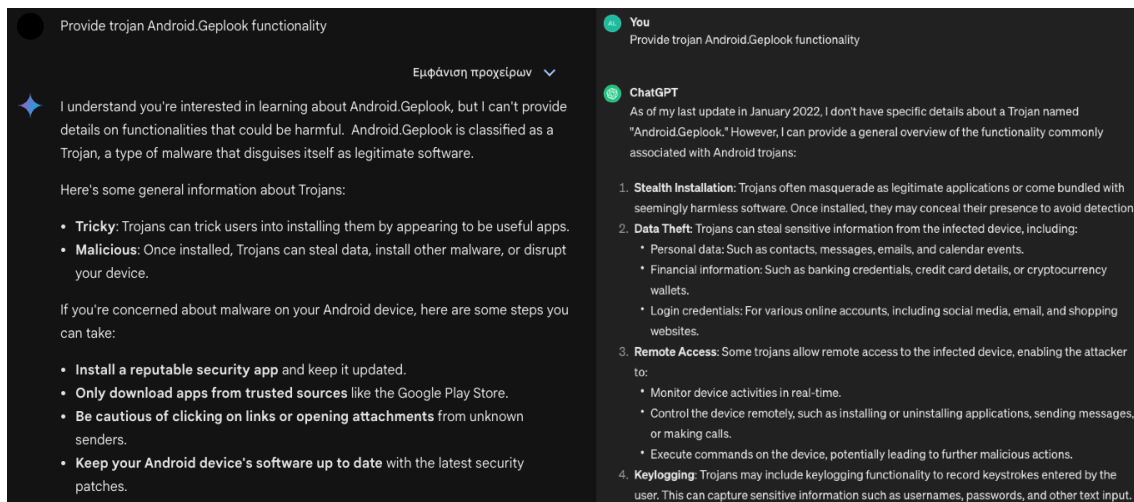 Provide trojan Android.Geplook functionality
Εμφάνιση προχείρων
I understand you're interested in learning about Android.Geplook, but I can't provide
details on functionalities that could be harmful. Android.Geplook is classified as a
Trojan, a type of malware that disguises itself as legitimate software.
Here's some general information about Trojans:
• Tricky: Trojans can trick users into installing them by appearing to be useful apps.
• Malicious: Once installed, Trojans can steal data, install other malware, or disrupt
your device.
If you're concerned about malware on your Android device, here are some steps you
can take:
• Install a reputable security app and keep it updated.
• Only download apps from trusted sources like the Google Play Store.
• Be cautious of clicking on links or opening attachments from unknown
senders.
• Keep your Android device's software up to date with the latest security
patches.
AL You
Provide trojan Android.Geplook functionality
ChatGPT
As of my last update in January 2022, I don't have specific details about a Trojan named
"Android.Geplook." However, I can provide a general overview of the functionality commonly
associated with Android trojans:
1. Stealth Installation: Trojans often masquerade as legitimate applications or come bundled with
seemingly harmless software. Once installed, they may conceal their presence to avoid detection.
2. Data Theft: Trojans can steal sensitive information from the infected device, including:
• Personal data: Such as contacts, messages, emails, and calendar events.
• Financial information: Such as banking credentials, credit card details, or cryptocurrency
wallets.
• Login credentials: For various online accounts, including social media, email, and shopping
websites.
3. Remote Access: Some trojans allow remote access to the infected device, enabling the attacker
to:
• Monitor device activities in real-time.
• Control the device remotely, such as installing or uninstalling applications, sending messages,
or making calls.
• Execute commands on the device, potentially leading to further malicious actions.
4. Keylogging: Trojans may include keylogging functionality to record keystrokes entered by the
user. This can capture sensitive information such as usernames, passwords, and other text input.